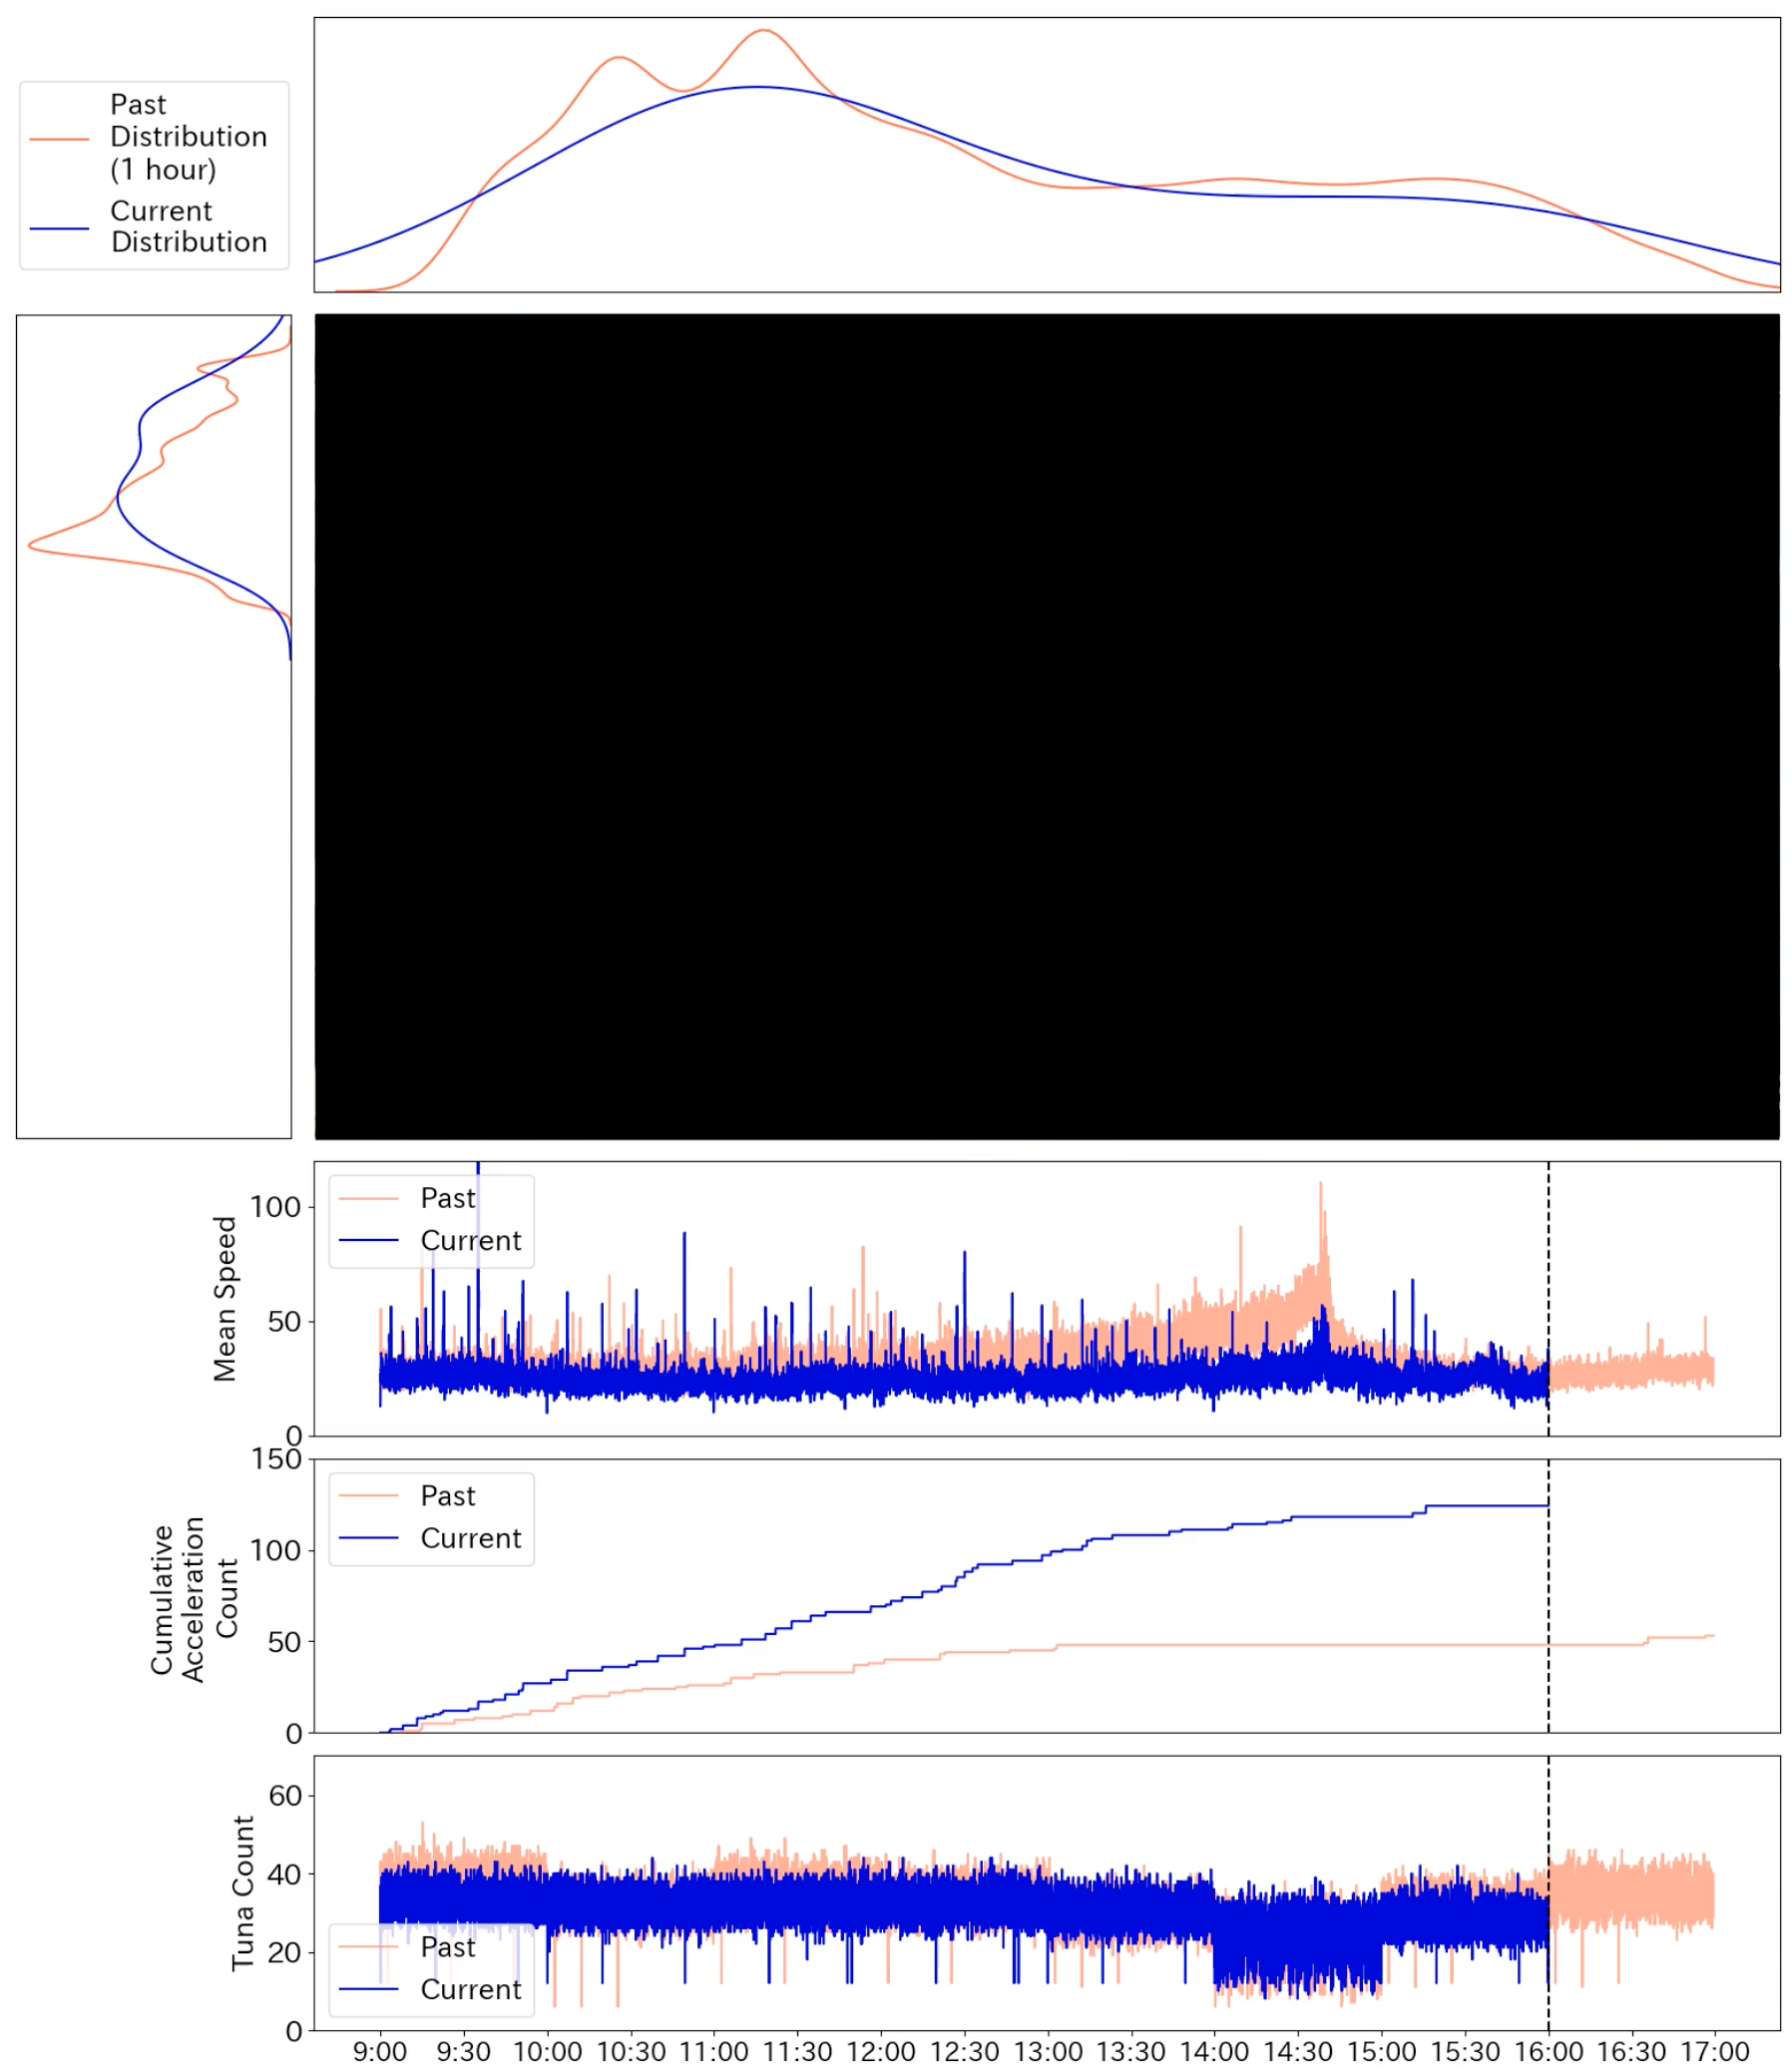 Past
Distribution
(1 hour)
Current
Distribution
Mean Speed
100
50
0
Past
Current
Cumulative
Acceleration
Count
150
100
50
0
Past
Current
Tuna Count
60
40
20
0
Past
Current
9:00 9:30 10:00 10:30 11:00 11:30 12:00 12:30 13:00 13:30 14:00 14:30 15:00 15:30 16:00 16:30 17:00